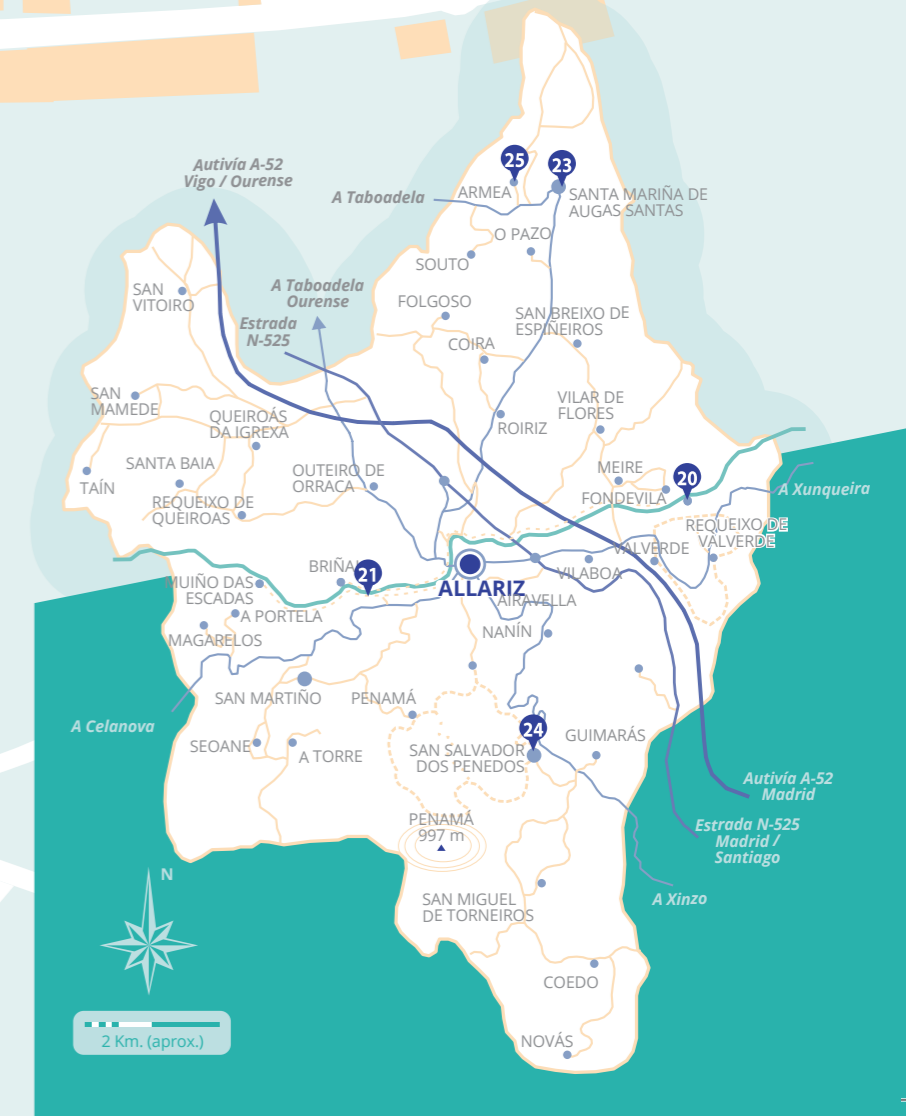 Autivía A-52
Vigo / Ourense
25
23
A Taboadela
ARMEA
SANTA MARIÑA DE
AUGAS SANTAS
O PAZO
SOUTO
SAN
VITOIRO
A Taboadela
Ourense
FOLGOSO
Estrada
N-525
SAN BREIXO DE
ESPIÑEIROS
COIRA
SAN
MAMEDE
VILAR DE
FLORES
QUEIROÁS
DA IGREXA
ROIRIZ
SANTA BAIA
TAÍN
OUTEIRO DE
ORRACA
MEIRE
20
FONDEVILA
A Xunqueira
REQUEIXO DE
QUEIROAS
REQUEIXO DE
VALVERDE
VALVERDE
BRIÑAL
21
VILABOA
MUIÑO DAS
ESCADAS
ALLARIZ
AIRAVELLA
A PORTELA
NANÍN
MAGARELOS
SAN MARTIÑO
PENAMÁ
A Celanova
24
GUIMARÁS
SEOANE
A TORRE
SAN SALVADOR
DOS PENEDOS
Autivía A-52
Madrid
PENAMÁ
997 m
Estrada N-525
Madrid /
Santiago
N
SAN MIGUEL
DE TORNEIROS
A Xinzo
COEDO
2 Km. (aprox.)
NOVÁS